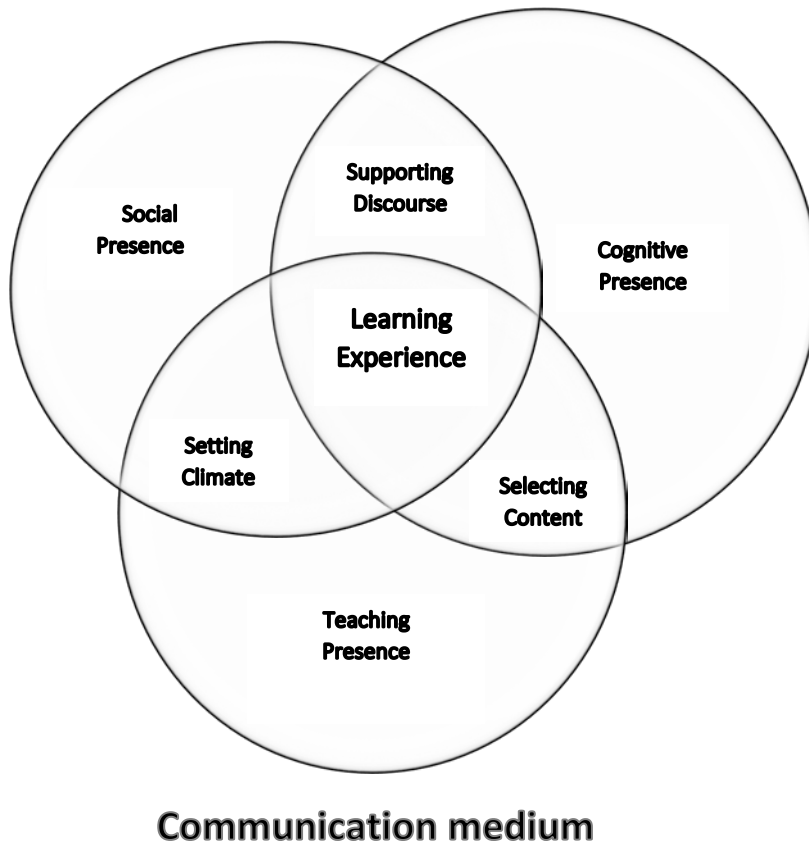 Supporting
Discourse
Social
Presence
Cognitive
Presence
Learning
Experience
Setting
Climate
Selecting
Content
Teaching
Presence
Communication medium